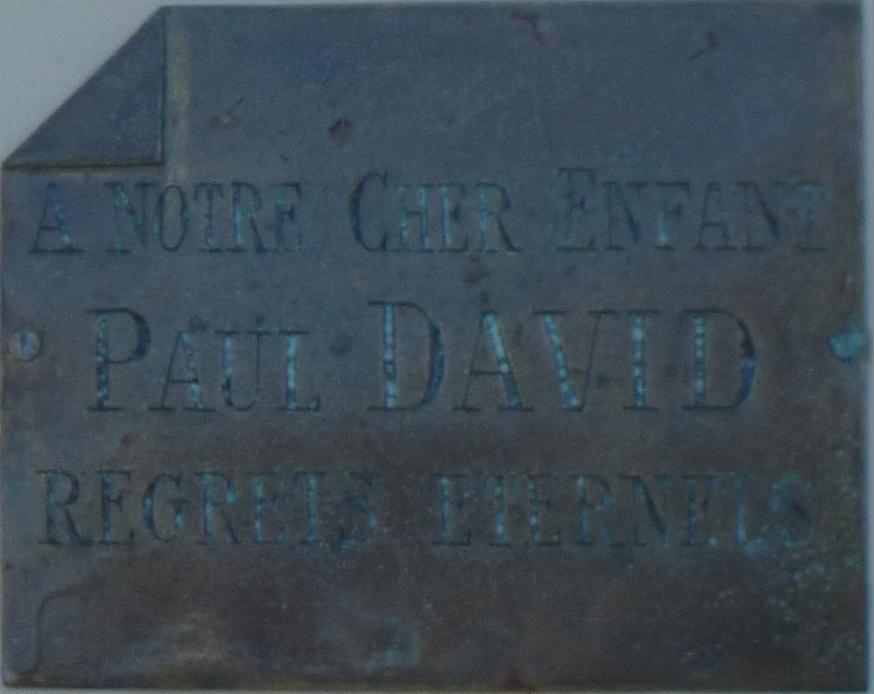 A NOTRE CHER ENFANT
PAUL DAVID
REGRETS ETERNELS